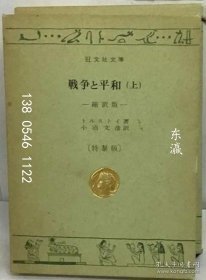 旺文社文庫
戦争と平和(上)
—縮訳版—
トルストイ著
小沼文彦訳
[特装版]
138 0546 1122
东瀛